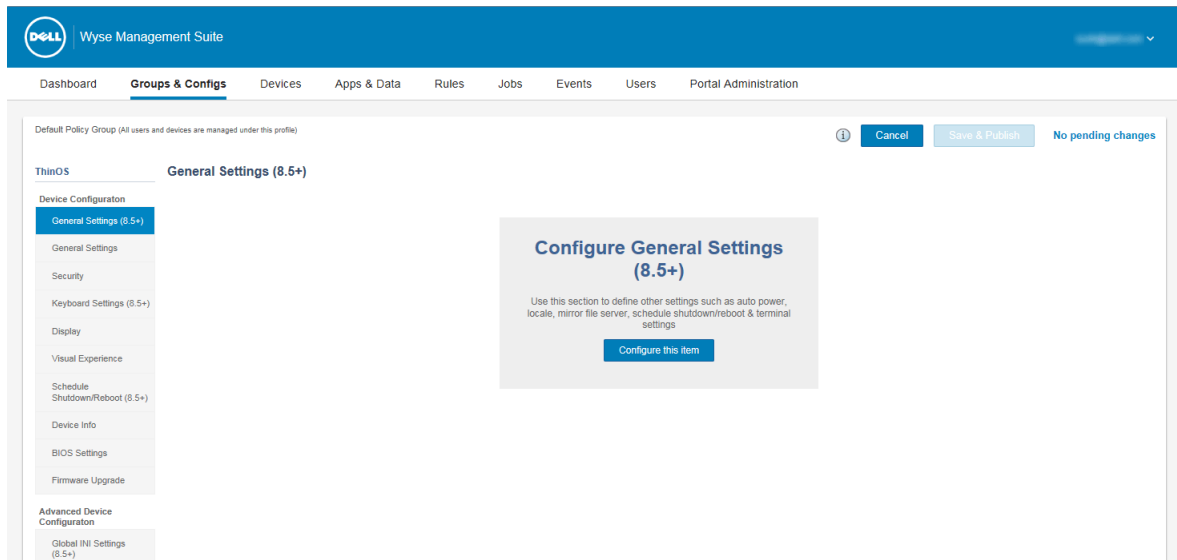 DELL
Wyse Management Suite
Dashboard
Groups & Configs
Devices
Apps & Data
Rules
Jobs
Events
Users
Portal Administration
Default Policy Group (All users and devices are managed under this profile)
i
Cancel
Save & Publish
No pending changes
ThinOS
General Settings (8.5+)
Device Configuraton
General Settings (8.5+)
General Settings
Security
Keyboard Settings (8.5+)
Display
Visual Experience
Schedule
Shutdown/Reboot (8.5+)
Device Info
BIOS Settings
Firmware Upgrade
Advanced Device
Configuraton
Global INI Settings
(8.5+)
Configure General Settings
(8.5+)
Use this section to define other settings such as auto power,
locale, mirror file server, schedule shutdown/reboot & terminal
settings
Configure this item